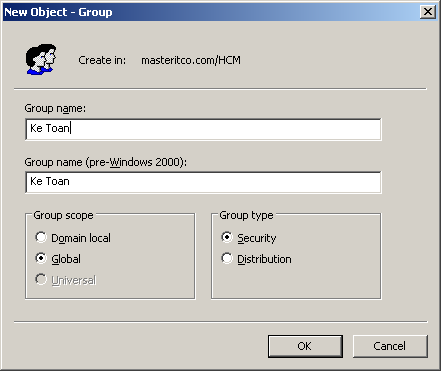 New Object - Group
Create in: masteritco.com/HCM
Group name:
Ke Toan
Group name (pre-Windows 2000):
Ke Toan
Group scope
Domain local
Global
Universal
Group type
Security
Distribution
OK Cancel